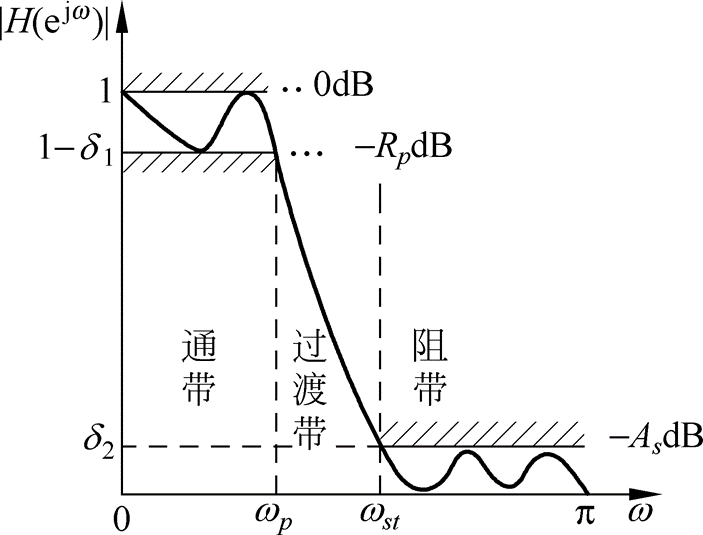 |H(e^{jω})|
1 ‥ 0dB
1−δ₁ … −R_p dB
通带 过渡带 阻带
δ₂ −A_s dB
0 ω_p ω_st π ω